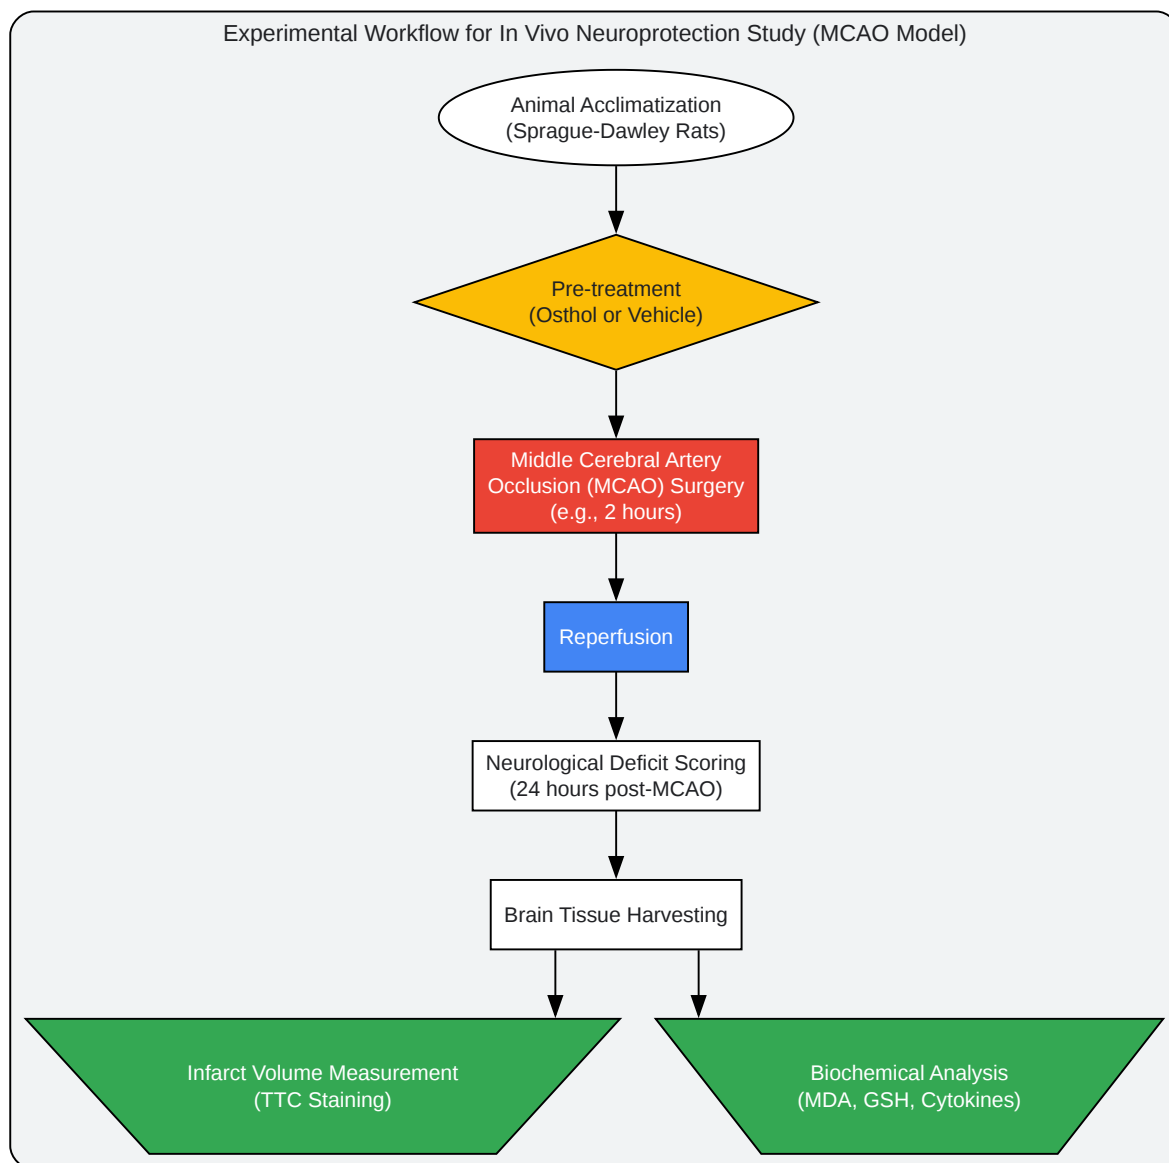 Experimental Workflow for In Vivo Neuroprotection Study (MCAO Model)
Animal Acclimatization
(Sprague-Dawley Rats)
Pre-treatment
(Osthol or Vehicle)
Middle Cerebral Artery
Occlusion (MCAO) Surgery
(e.g., 2 hours)
Reperfusion
Neurological Deficit Scoring
(24 hours post-MCAO)
Brain Tissue Harvesting
Infarct Volume Measurement
(TTC Staining)
Biochemical Analysis
(MDA, GSH, Cytokines)